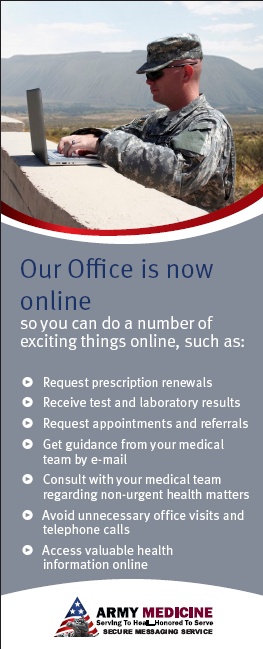 Our Office is now
online
so you can do a number of
exciting things online, such as:
Request prescription renewals
Receive test and laboratory results
Request appointments and referrals
Get guidance from your medical
team by e-mail
Consult with your medical team
regarding non-urgent health matters
Avoid unnecessary office visits and
telephone calls
Access valuable health
information online
ARMY MEDICINE
Serving To Heal...Honored To Serve
SECURE MESSAGING SERVICE